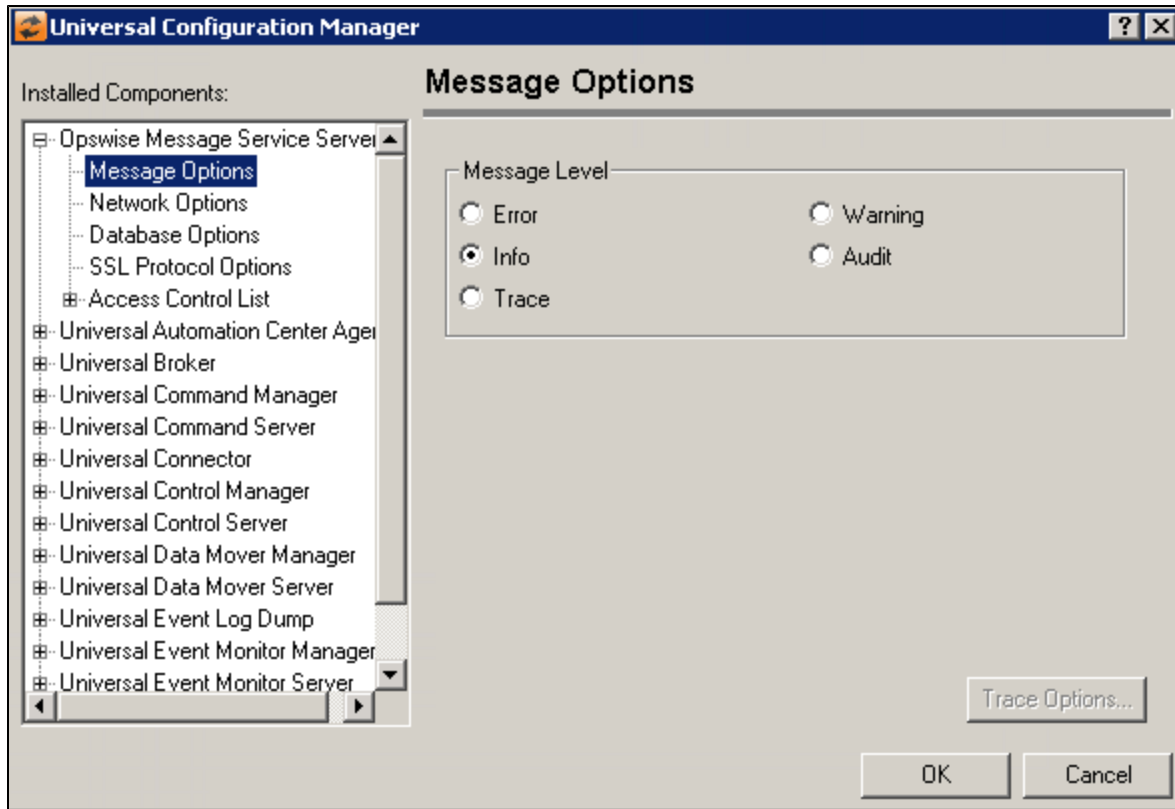 Universal Configuration Manager
Installed Components:
Opswise Message Service Server
Message Options
Network Options
Database Options
SSL Protocol Options
Access Control List
Universal Automation Center Age
Universal Broker
Universal Command Manager
Universal Command Server
Universal Connector
Universal Control Manager
Universal Control Server
Universal Data Mover Manager
Universal Data Mover Server
Universal Event Log Dump
Universal Event Monitor Manager
Universal Event Monitor Server
Message Options
Message Level
Error
Warning
Info
Audit
Trace
Trace Options...
OK
Cancel